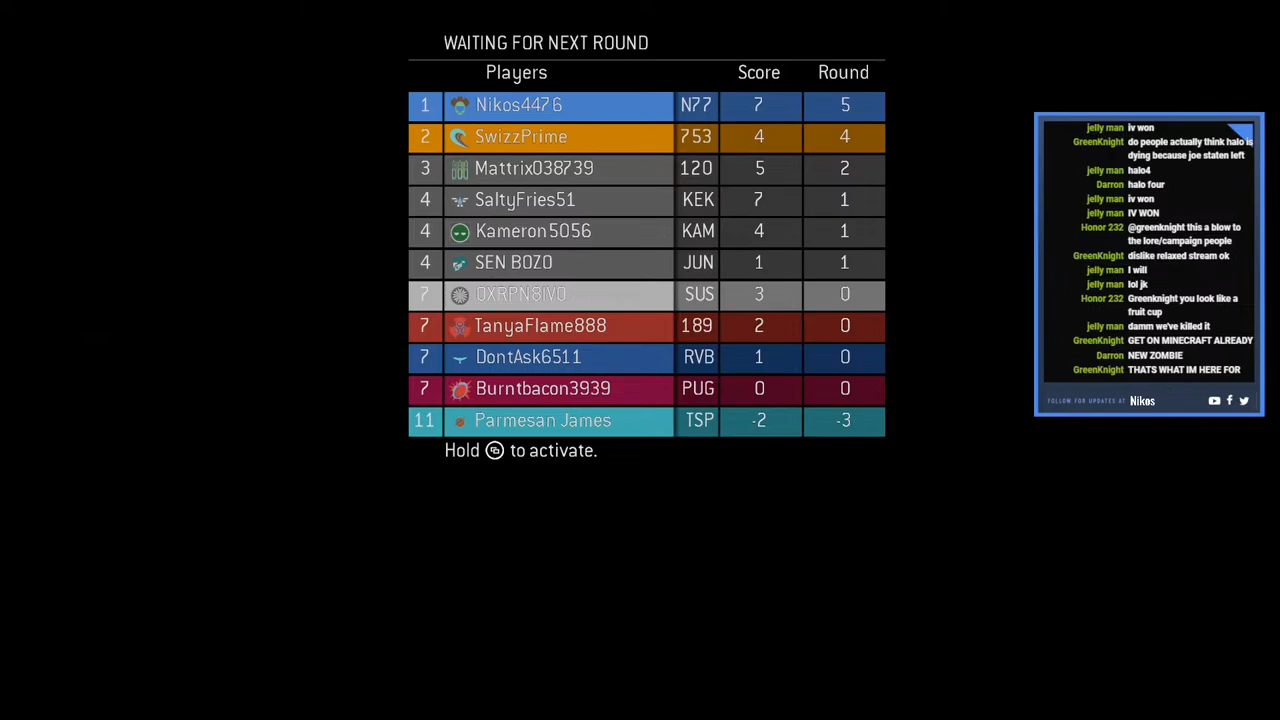 WAITING FOR NEXT ROUND
Players Score Round
1 Nikos4476 N77 7 5
2 SwizzPrime 753 4 4
3 Mattrix038739 120 5 2
4 SaltyFries51 KEK 7 1
4 Kameron5056 KAM 4 1
4 SEN BOZO JUN 1 1
7 OXRPN8IVO SUS 3 0
7 TanyaFlame888 189 2 0
7 DontAsk6511 RVB 1 0
7 Burntbacon3939 PUG 0 0
11 Parmesan James TSP -2 -3
Hold to activate.
jelly man iv won
GreenKnight do people actually think halo is
dying because joe staten left
jelly man halo4
Darron halo four
jelly man iv won
jelly man IV WON
Honor 232 @greenknight this a blow to
the lore/campaign people
GreenKnight dislike relaxed stream ok
jelly man I will
jelly man lol jk
Honor 232 Greenknight you look like a
fruit cup
jelly man damm we've killed it
GreenKnight GET ON MINECRAFT ALREADY
Darron NEW ZOMBIE
GreenKnight THATS WHAT IM HERE FOR
FOLLOW FOR UPDATES AT Nikos